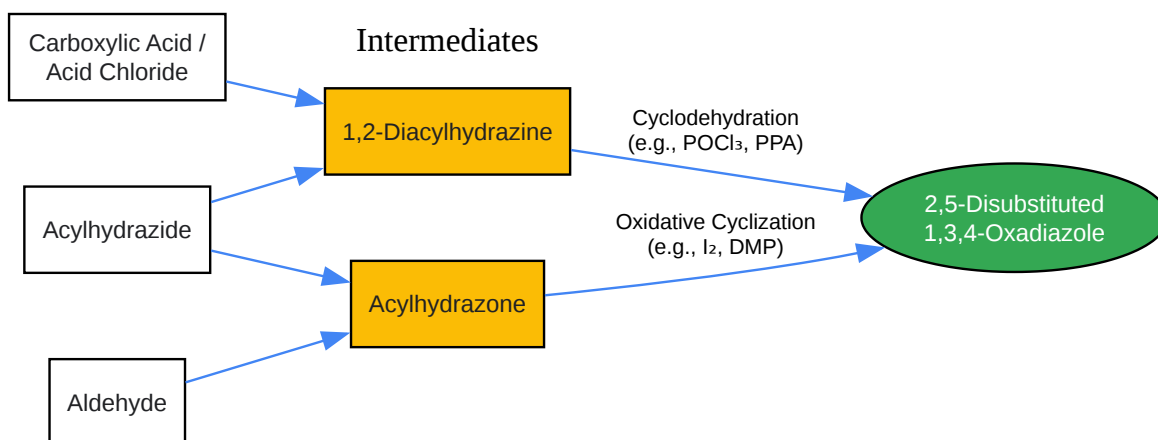 Carboxylic Acid /
Acid Chloride
Intermediates
1,2-Diacylhydrazine
Cyclodehydration
(e.g., POCl₃, PPA)
Acylhydrazide
2,5-Disubstituted
1,3,4-Oxadiazole
Oxidative Cyclization
(e.g., I₂, DMP)
Acylhydrazone
Aldehyde